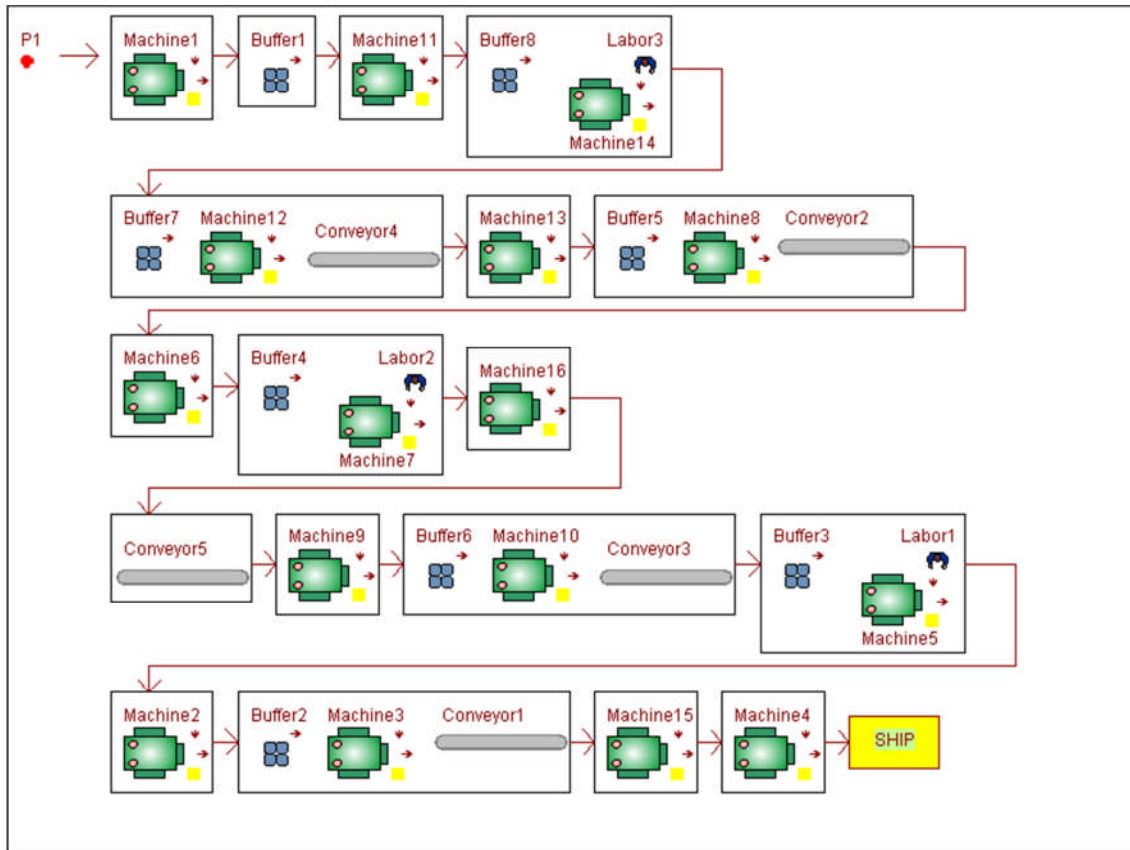 P1
Machine1
Buffer1
Machine11
Buffer8
Labor3
Machine14
Buffer7
Machine12
Conveyor4
Machine13
Buffer5
Machine8
Conveyor2
Machine6
Buffer4
Labor2
Machine7
Machine16
Conveyor5
Machine9
Buffer6
Machine10
Conveyor3
Buffer3
Labor1
Machine5
Machine2
Buffer2
Machine3
Conveyor1
Machine15
Machine4
SHIP